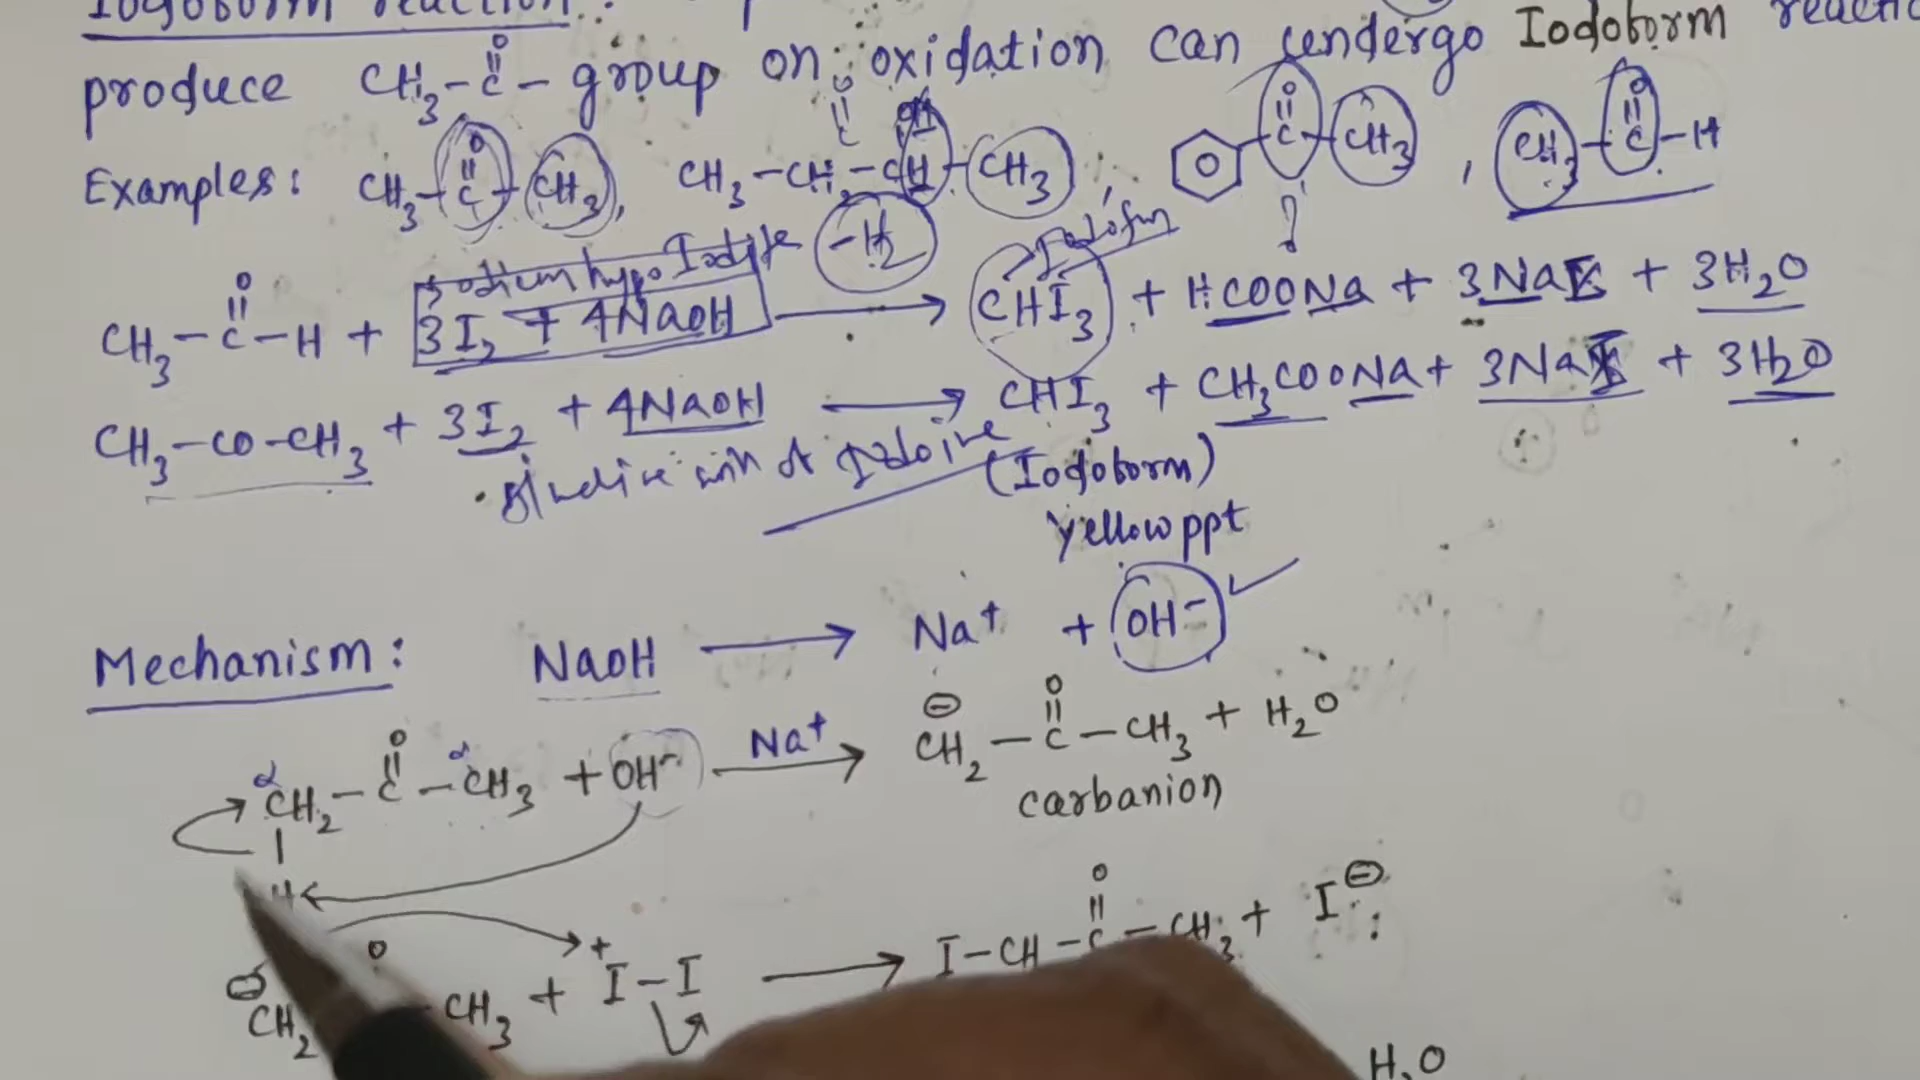 Iodoform reaction:
produce CH3-C(=O)- group on oxidation can undergo Iodoform reactio
Examples: CH3-C(=O)-CH3, CH3-CH2-CH(OH)-CH3, C(=O)-CH3, CH3-C(=O)-H
sodium hypo Iodite -H2 Iodoform ?
CH3-C(=O)-H + 3I2 + 4NaOH → CHI3 + HCOONa + 3NaI + 3H2O
CH3-CO-CH3 + 3I2 + 4NaOH → CHI3 + CH3COONa + 3NaI + 3H2O
of Iodoine (Iodoform)
yellow ppt
Mechanism: NaOH → Na+ + OH-
α α
CH2-C(=O)-CH3 + OH- Na+ → ⊖CH2-C(=O)-CH3 + H2O
H carbanion
⊖CH2 O CH3 + I-I → I-CH-C(=O)-CH3 + I⊖:
+
H2O